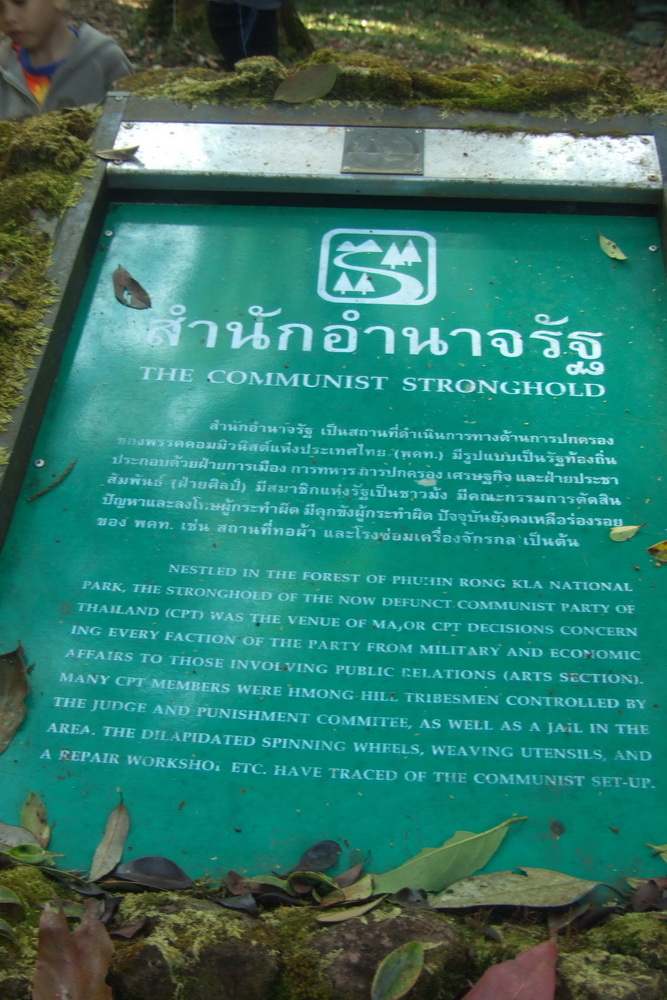 สำนักอำนาจรัฐ
THE COMMUNIST STRONGHOLD
สำนักอำนาจรัฐ เป็นสถานที่ดำเนินการทางด้านการปกครอง
ของพรรคคอมมิวนิสต์แห่งประเทศไทย (พคท.) มีรูปแบบเป็นรัฐท้องถิ่น
ประกอบด้วยฝ่ายการเมือง การทหาร การปกครอง เศรษฐกิจ และฝ่ายประชา
สัมพันธ์ (ฝ่ายศิลป์) มีสมาชิกแห่งรัฐเป็นชาวม้ง มีคณะกรรมการตัดสิน
ปัญหาและลงโทษผู้กระทำผิด มีคุกขังผู้กระทำผิด ปัจจุบันยังคงเหลือร่องรอย
ของ พคท. เช่น สถานที่ทอผ้า และโรงซ่อมเครื่องจักรกล เป็นต้น
NESTLED IN THE FOREST OF PHUHIN RONG KLA NATIONAL
PARK, THE STRONGHOLD OF THE NOW DEFUNCT COMMUNIST PARTY OF
THAILAND (CPT) WAS THE VENUE OF MAJOR CPT DECISIONS CONCERN
ING EVERY FACTION OF THE PARTY FROM MILITARY AND ECONOMIC
AFFAIRS TO THOSE INVOLVING PUBLIC RELATIONS (ARTS SECTION).
MANY CPT MEMBERS WERE HMONG HILL TRIBESMEN CONTROLLED BY
THE JUDGE AND PUNISHMENT COMMITEE, AS WELL AS A JAIL IN THE
AREA. THE DILAPIDATED SPINNING WHEELS, WEAVING UTENSILS, AND
A REPAIR WORKSHOP ETC. HAVE TRACED OF THE COMMUNIST SET-UP.